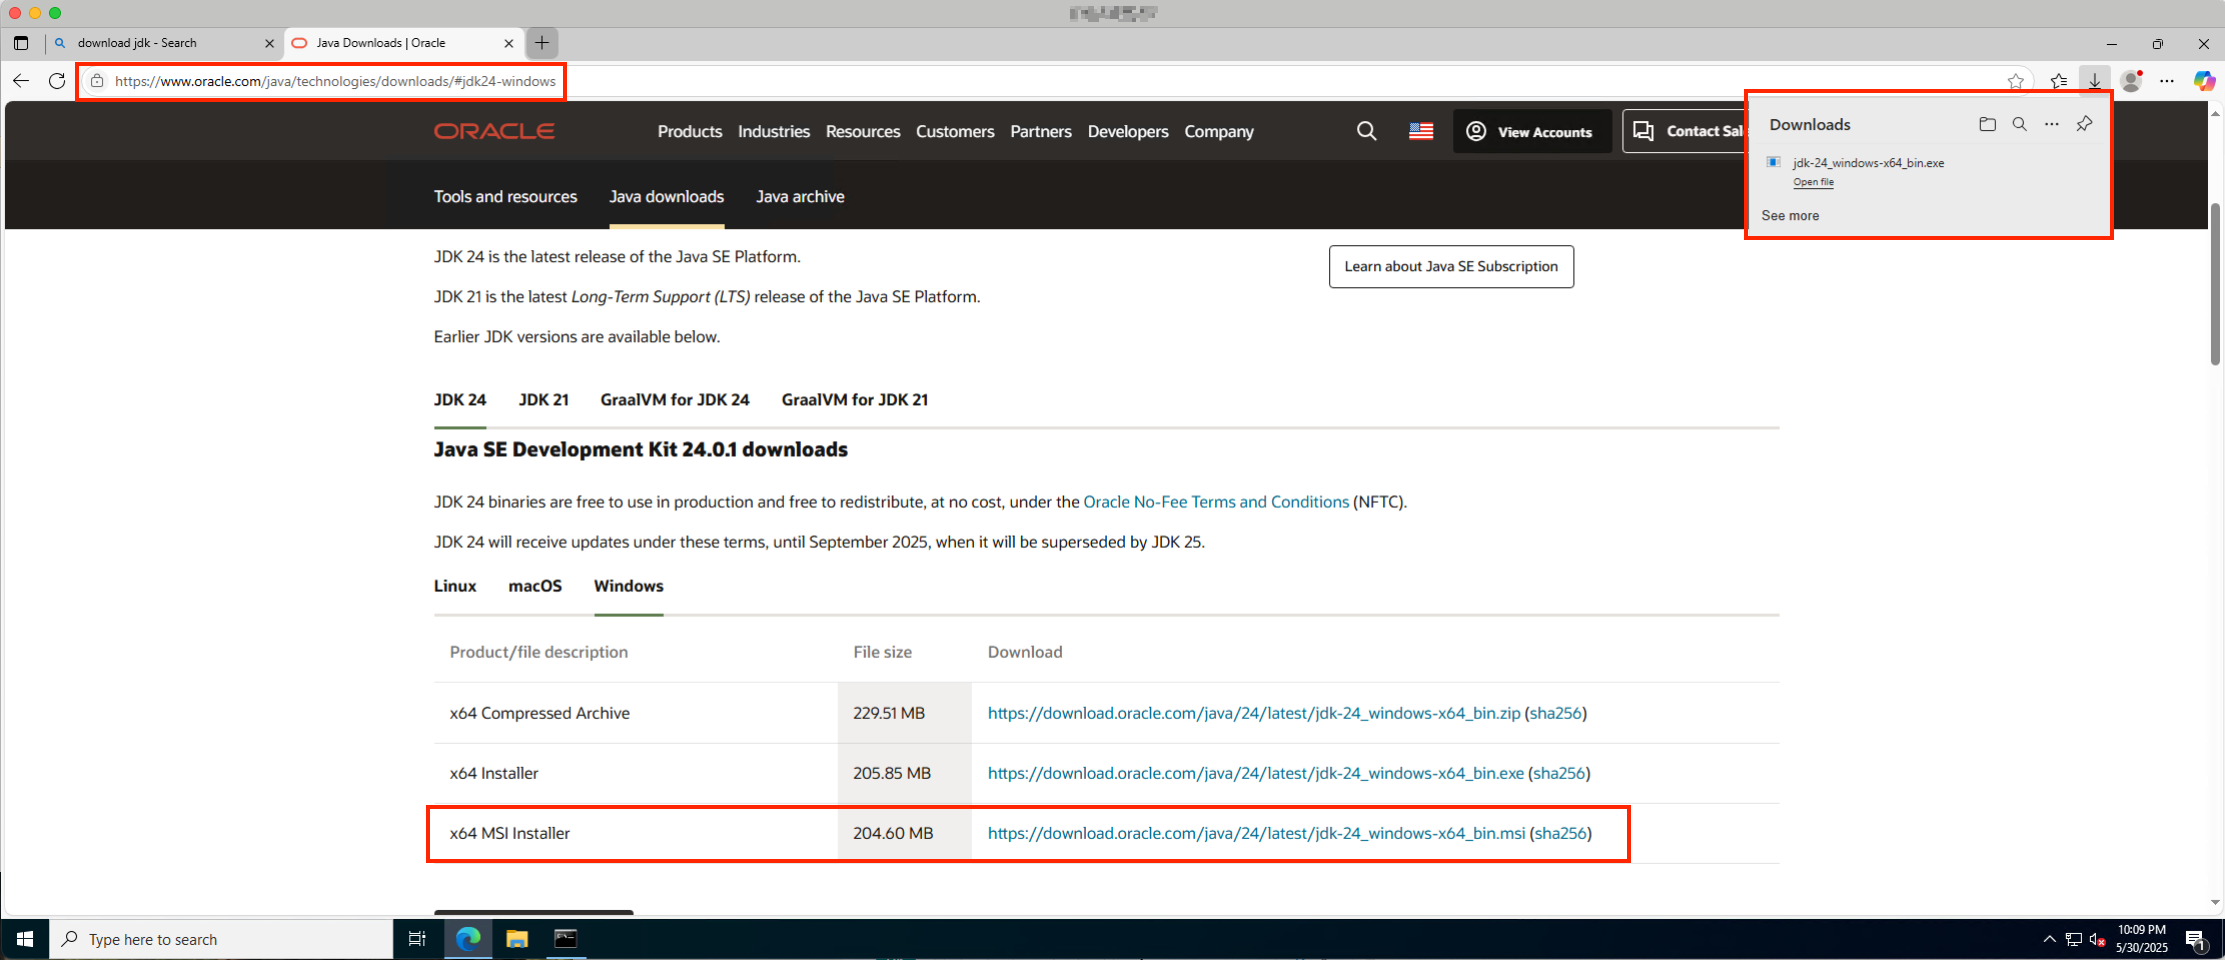 download jdk - Search
Java Downloads | Oracle
https://www.oracle.com/java/technologies/downloads/#jdk24-windows
ORACLE
Products Industries Resources Customers Partners Developers Company
View Accounts
Contact Sal
Downloads
jdk-24_windows-x64_bin.exe
Open file
See more
Tools and resources Java downloads Java archive
JDK 24 is the latest release of the Java SE Platform.
Learn about Java SE Subscription
JDK 21 is the latest Long-Term Support (LTS) release of the Java SE Platform.
Earlier JDK versions are available below.
JDK 24 JDK 21 GraalVM for JDK 24 GraalVM for JDK 21
Java SE Development Kit 24.0.1 downloads
JDK 24 binaries are free to use in production and free to redistribute, at no cost, under the Oracle No-Fee Terms and Conditions (NFTC).
JDK 24 will receive updates under these terms, until September 2025, when it will be superseded by JDK 25.
Linux macOS Windows
Product/file description File size Download
x64 Compressed Archive 229.51 MB https://download.oracle.com/java/24/latest/jdk-24_windows-x64_bin.zip (sha256)
x64 Installer 205.85 MB https://download.oracle.com/java/24/latest/jdk-24_windows-x64_bin.exe (sha256)
x64 MSI Installer 204.60 MB https://download.oracle.com/java/24/latest/jdk-24_windows-x64_bin.msi (sha256)
Type here to search
10:09 PM
5/30/2025
1